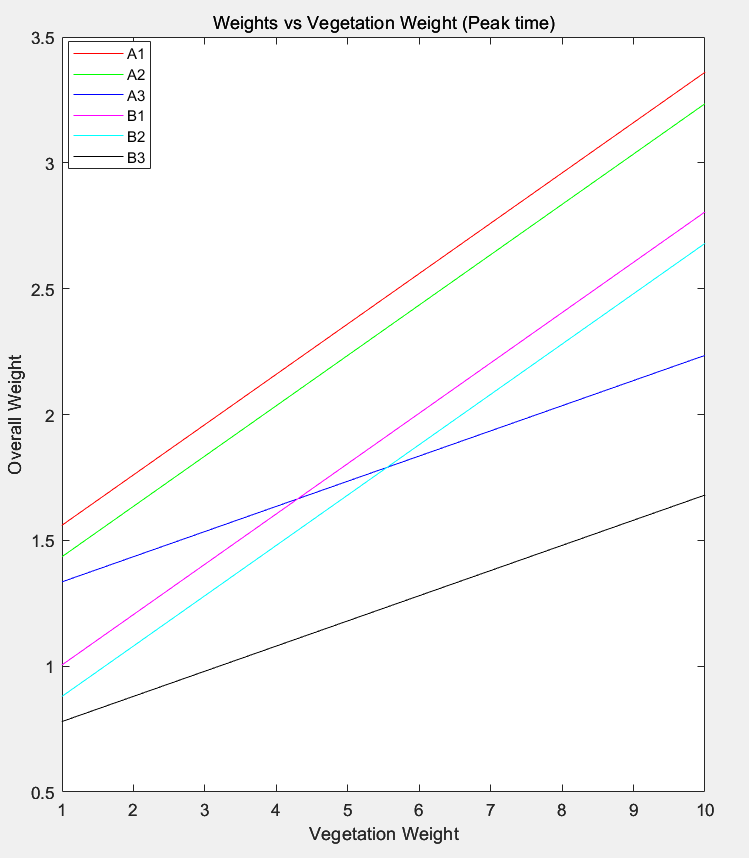 Weights vs Vegetation Weight (Peak time)
3.5
A1
A2
A3
B1
B2
B3
3
2.5
2
1.5
1
0.5
Overall Weight
1 2 3 4 5 6 7 8 9 10
Vegetation Weight